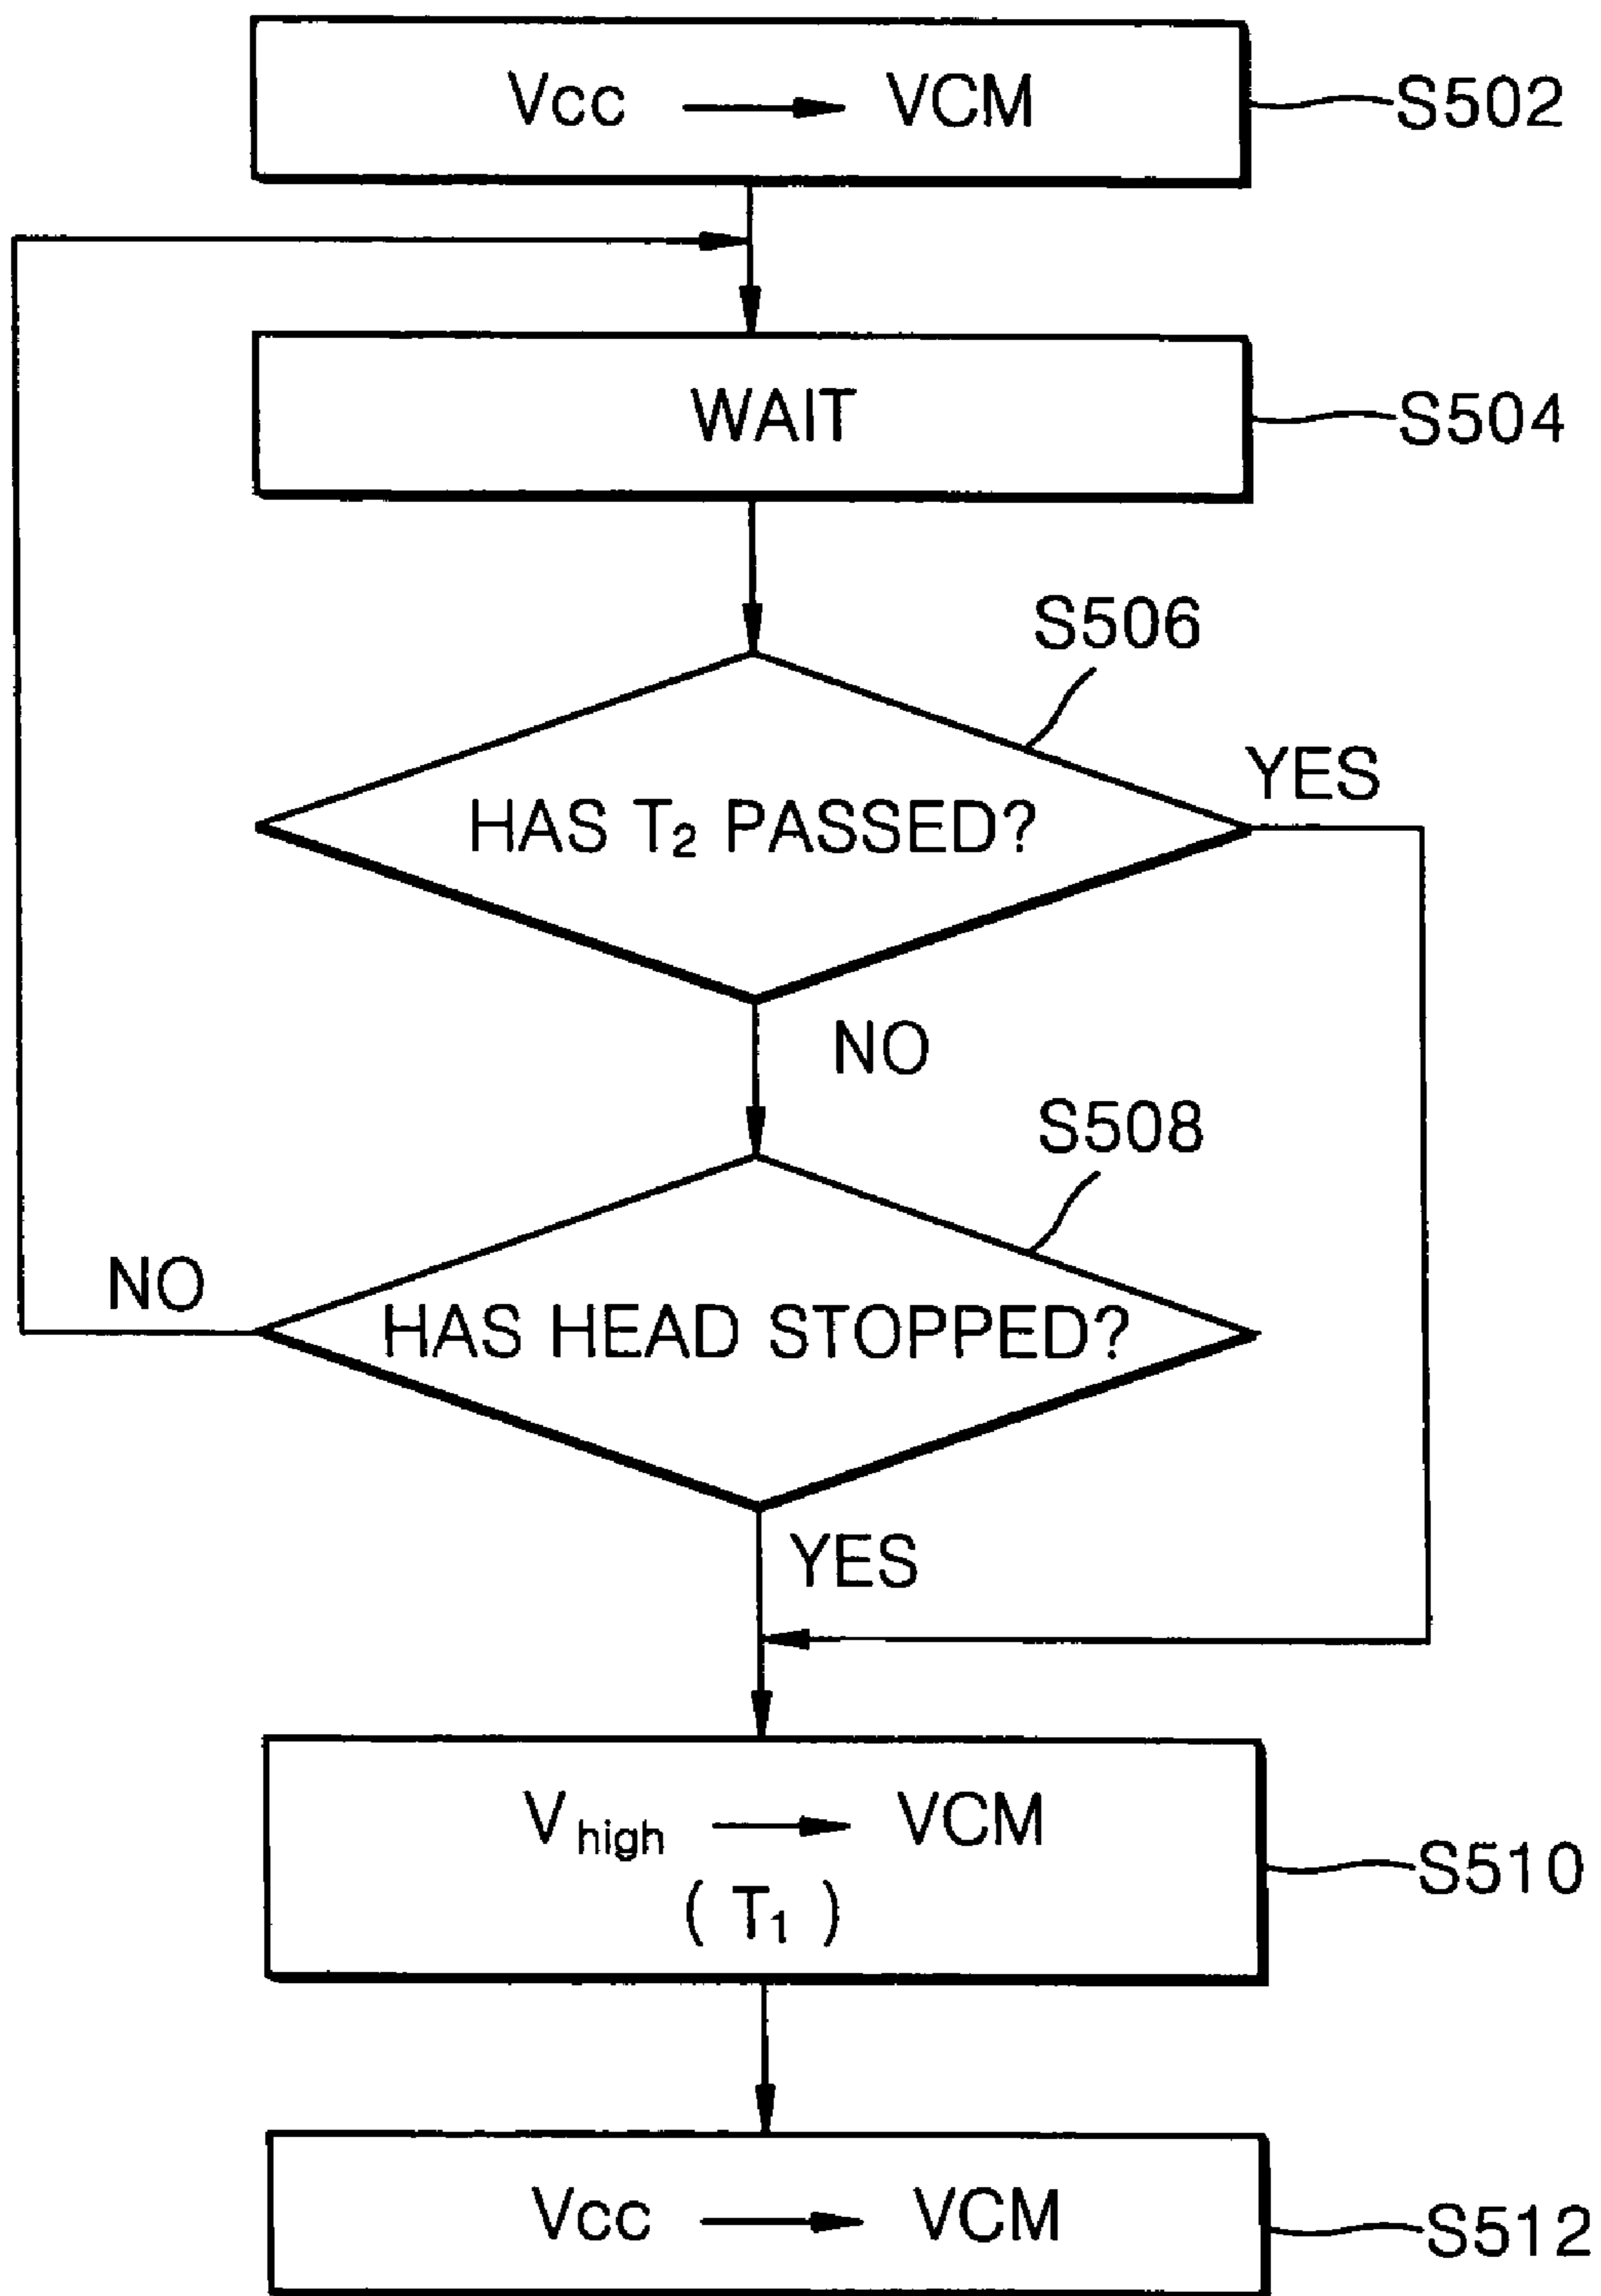 Vcc → VCM
S502
WAIT
S504
S506
HAS T₂ PASSED?
YES
NO
S508
HAS HEAD STOPPED?
NO
YES
V high → VCM
( T₁ )
S510
Vcc → VCM
S512